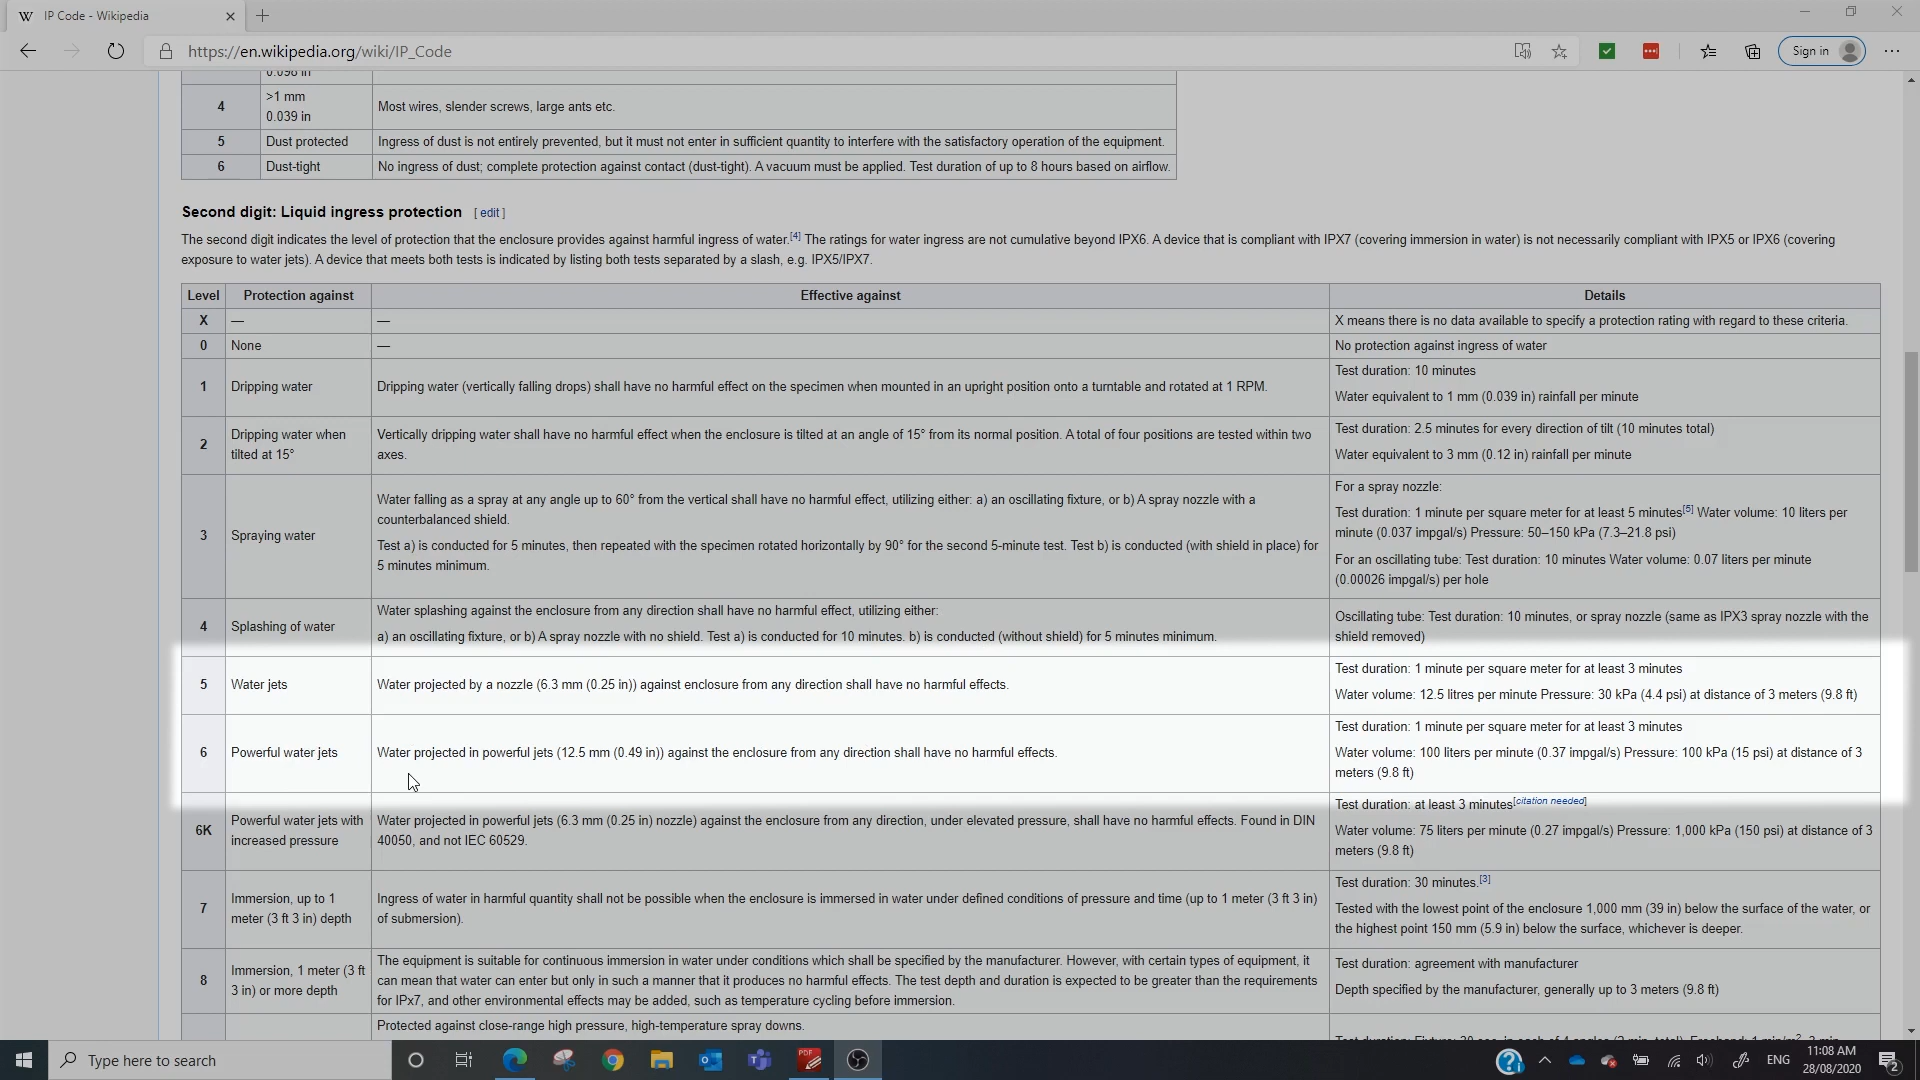 IP Code - Wikipedia
https://en.wikipedia.org/wiki/IP_Code
Sign in
0.098 in
4
>1 mm
0.039 in
Most wires, slender screws, large ants etc.
5
Dust protected
Ingress of dust is not entirely prevented, but it must not enter in sufficient quantity to interfere with the satisfactory operation of the equipment.
6
Dust-tight
No ingress of dust; complete protection against contact (dust-tight). A vacuum must be applied. Test duration of up to 8 hours based on airflow.
Second digit: Liquid ingress protection [ edit ]
The second digit indicates the level of protection that the enclosure provides against harmful ingress of water.[4] The ratings for water ingress are not cumulative beyond IPX6. A device that is compliant with IPX7 (covering immersion in water) is not necessarily compliant with IPX5 or IPX6 (covering
exposure to water jets). A device that meets both tests is indicated by listing both tests separated by a slash, e.g. IPX5/IPX7.
Level
Protection against
Effective against
Details
X
—
—
X means there is no data available to specify a protection rating with regard to these criteria.
0
None
—
No protection against ingress of water
1
Dripping water
Dripping water (vertically falling drops) shall have no harmful effect on the specimen when mounted in an upright position onto a turntable and rotated at 1 RPM.
Test duration: 10 minutes
Water equivalent to 1 mm (0.039 in) rainfall per minute
2
Dripping water when
tilted at 15°
Vertically dripping water shall have no harmful effect when the enclosure is tilted at an angle of 15° from its normal position. A total of four positions are tested within two
axes.
Test duration: 2.5 minutes for every direction of tilt (10 minutes total)
Water equivalent to 3 mm (0.12 in) rainfall per minute
3
Spraying water
Water falling as a spray at any angle up to 60° from the vertical shall have no harmful effect, utilizing either: a) an oscillating fixture, or b) A spray nozzle with a
counterbalanced shield.
Test a) is conducted for 5 minutes, then repeated with the specimen rotated horizontally by 90° for the second 5-minute test. Test b) is conducted (with shield in place) for
5 minutes minimum.
For a spray nozzle:
Test duration: 1 minute per square meter for at least 5 minutes[5] Water volume: 10 liters per
minute (0.037 impgal/s) Pressure: 50–150 kPa (7.3–21.8 psi)
For an oscillating tube: Test duration: 10 minutes Water volume: 0.07 liters per minute
(0.00026 impgal/s) per hole
4
Splashing of water
Water splashing against the enclosure from any direction shall have no harmful effect, utilizing either:
a) an oscillating fixture, or b) A spray nozzle with no shield. Test a) is conducted for 10 minutes. b) is conducted (without shield) for 5 minutes minimum.
Oscillating tube: Test duration: 10 minutes, or spray nozzle (same as IPX3 spray nozzle with the
shield removed)
5
Water jets
Water projected by a nozzle (6.3 mm (0.25 in)) against enclosure from any direction shall have no harmful effects.
Test duration: 1 minute per square meter for at least 3 minutes
Water volume: 12.5 litres per minute Pressure: 30 kPa (4.4 psi) at distance of 3 meters (9.8 ft)
6
Powerful water jets
Water projected in powerful jets (12.5 mm (0.49 in)) against the enclosure from any direction shall have no harmful effects.
Test duration: 1 minute per square meter for at least 3 minutes
Water volume: 100 liters per minute (0.37 impgal/s) Pressure: 100 kPa (15 psi) at distance of 3
meters (9.8 ft)
6K
Powerful water jets with
increased pressure
Water projected in powerful jets (6.3 mm (0.25 in) nozzle) against the enclosure from any direction, under elevated pressure, shall have no harmful effects. Found in DIN
40050, and not IEC 60529.
Test duration: at least 3 minutes[citation needed]
Water volume: 75 liters per minute (0.27 impgal/s) Pressure: 1,000 kPa (150 psi) at distance of 3
meters (9.8 ft)
7
Immersion, up to 1
meter (3 ft 3 in) depth
Ingress of water in harmful quantity shall not be possible when the enclosure is immersed in water under defined conditions of pressure and time (up to 1 meter (3 ft 3 in)
of submersion).
Test duration: 30 minutes.[3]
Tested with the lowest point of the enclosure 1,000 mm (39 in) below the surface of the water, or
the highest point 150 mm (5.9 in) below the surface, whichever is deeper.
8
Immersion, 1 meter (3 ft
3 in) or more depth
The equipment is suitable for continuous immersion in water under conditions which shall be specified by the manufacturer. However, with certain types of equipment, it
can mean that water can enter but only in such a manner that it produces no harmful effects. The test depth and duration is expected to be greater than the requirements
for IPx7, and other environmental effects may be added, such as temperature cycling before immersion.
Test duration: agreement with manufacturer
Depth specified by the manufacturer, generally up to 3 meters (9.8 ft)
Protected against close-range high pressure, high-temperature spray downs.
Type here to search
PDF
ENG
11:08 AM
28/08/2020
2